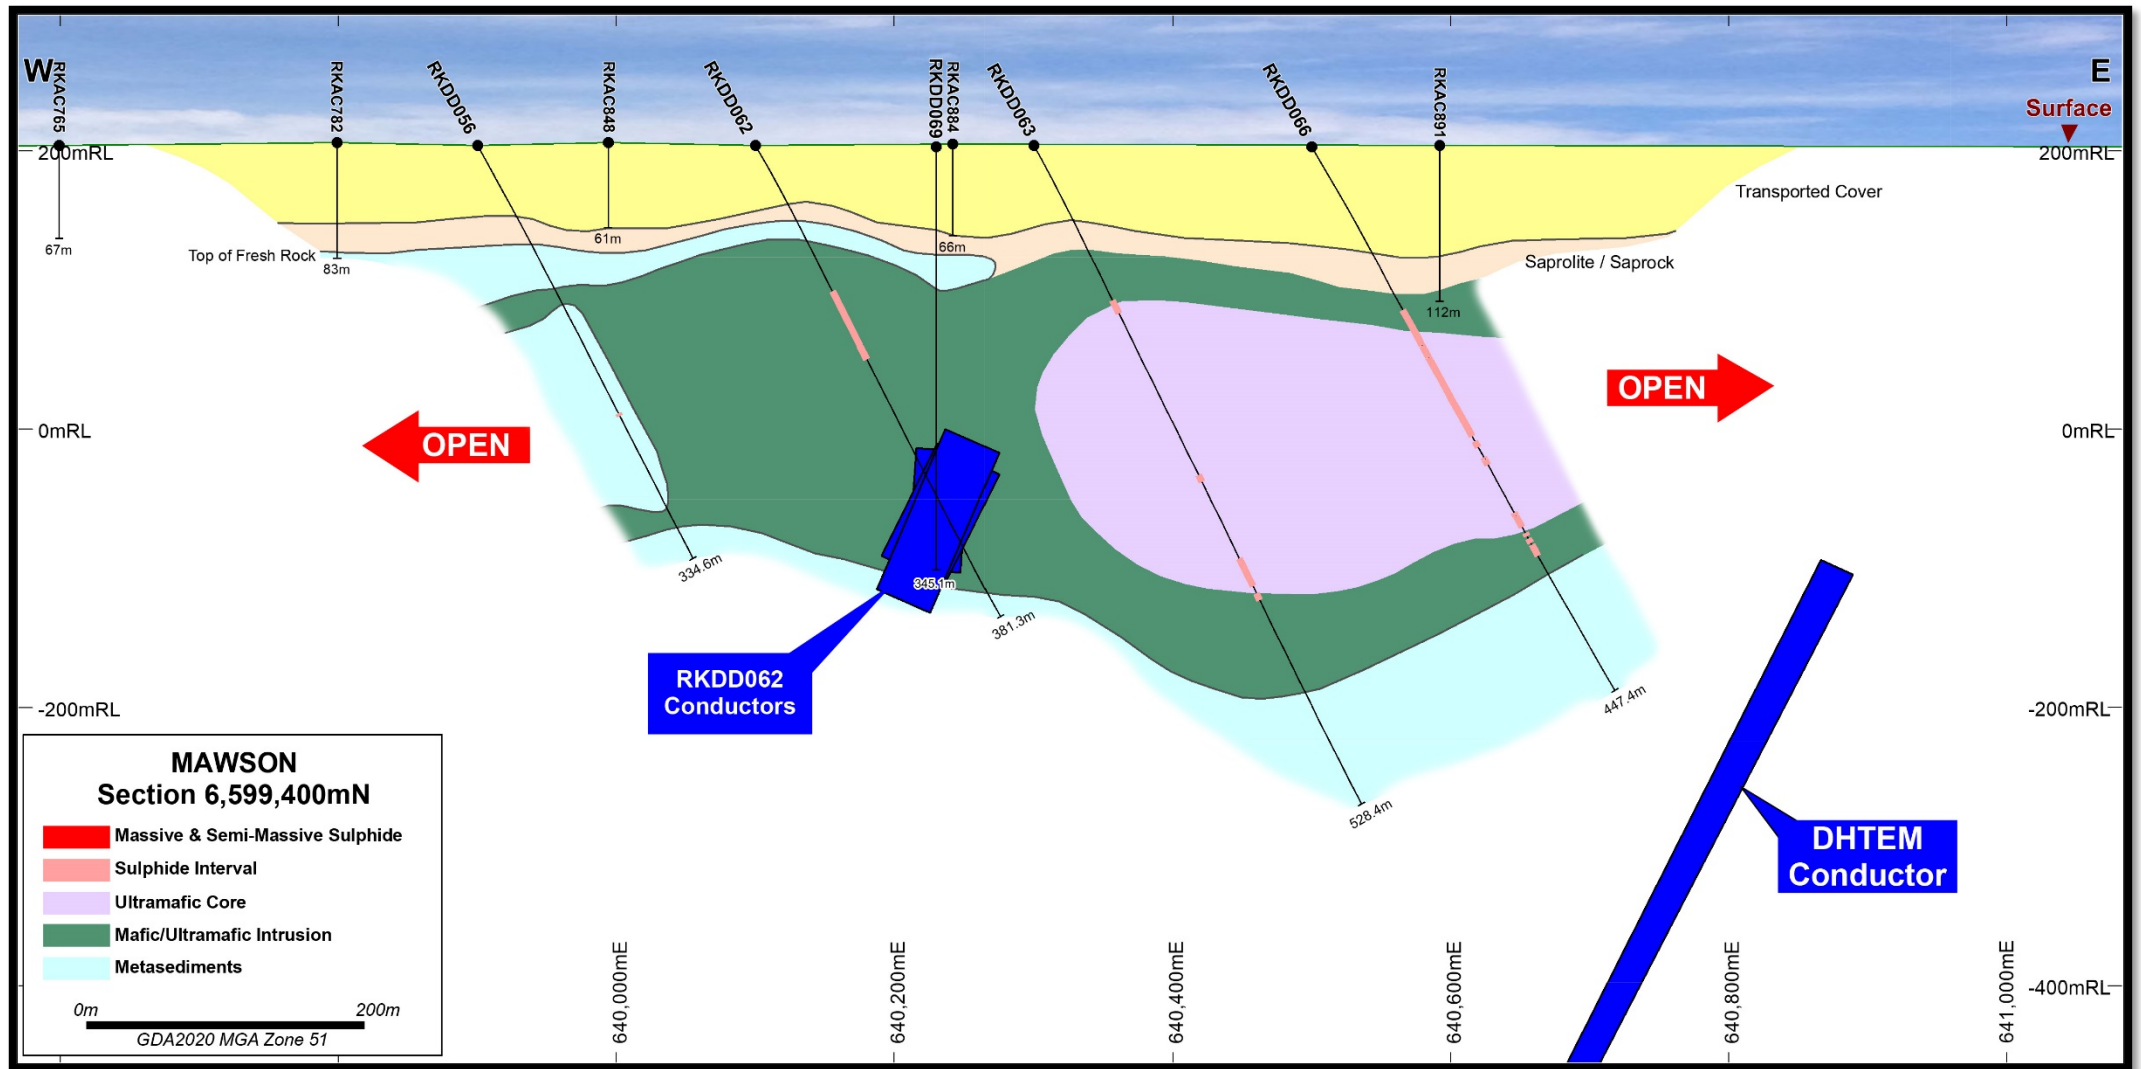 W
E
RKAC765
RKAC782
RKDD056
RKAC848
RKDD062
RKDD069
RKAC884
RKDD063
RKDD066
RKAC891
Surface
200mRL
200mRL
Transported Cover
67m
Top of Fresh Rock
83m
61m
66m
Saprolite / Saprock
112m
OPEN
OPEN
0mRL
0mRL
334.6m
345.1m
381.3m
447.4m
528.4m
RKDD062
Conductors
-200mRL
-200mRL
DHTEM
Conductor
MAWSON
Section 6,599,400mN
Massive & Semi-Massive Sulphide
Sulphide Interval
Ultramafic Core
Mafic/Ultramafic Intrusion
Metasediments
0m 200m
GDA2020 MGA Zone 51
640,000mE
640,200mE
640,400mE
640,600mE
640,800mE
641,000mE
-400mRL